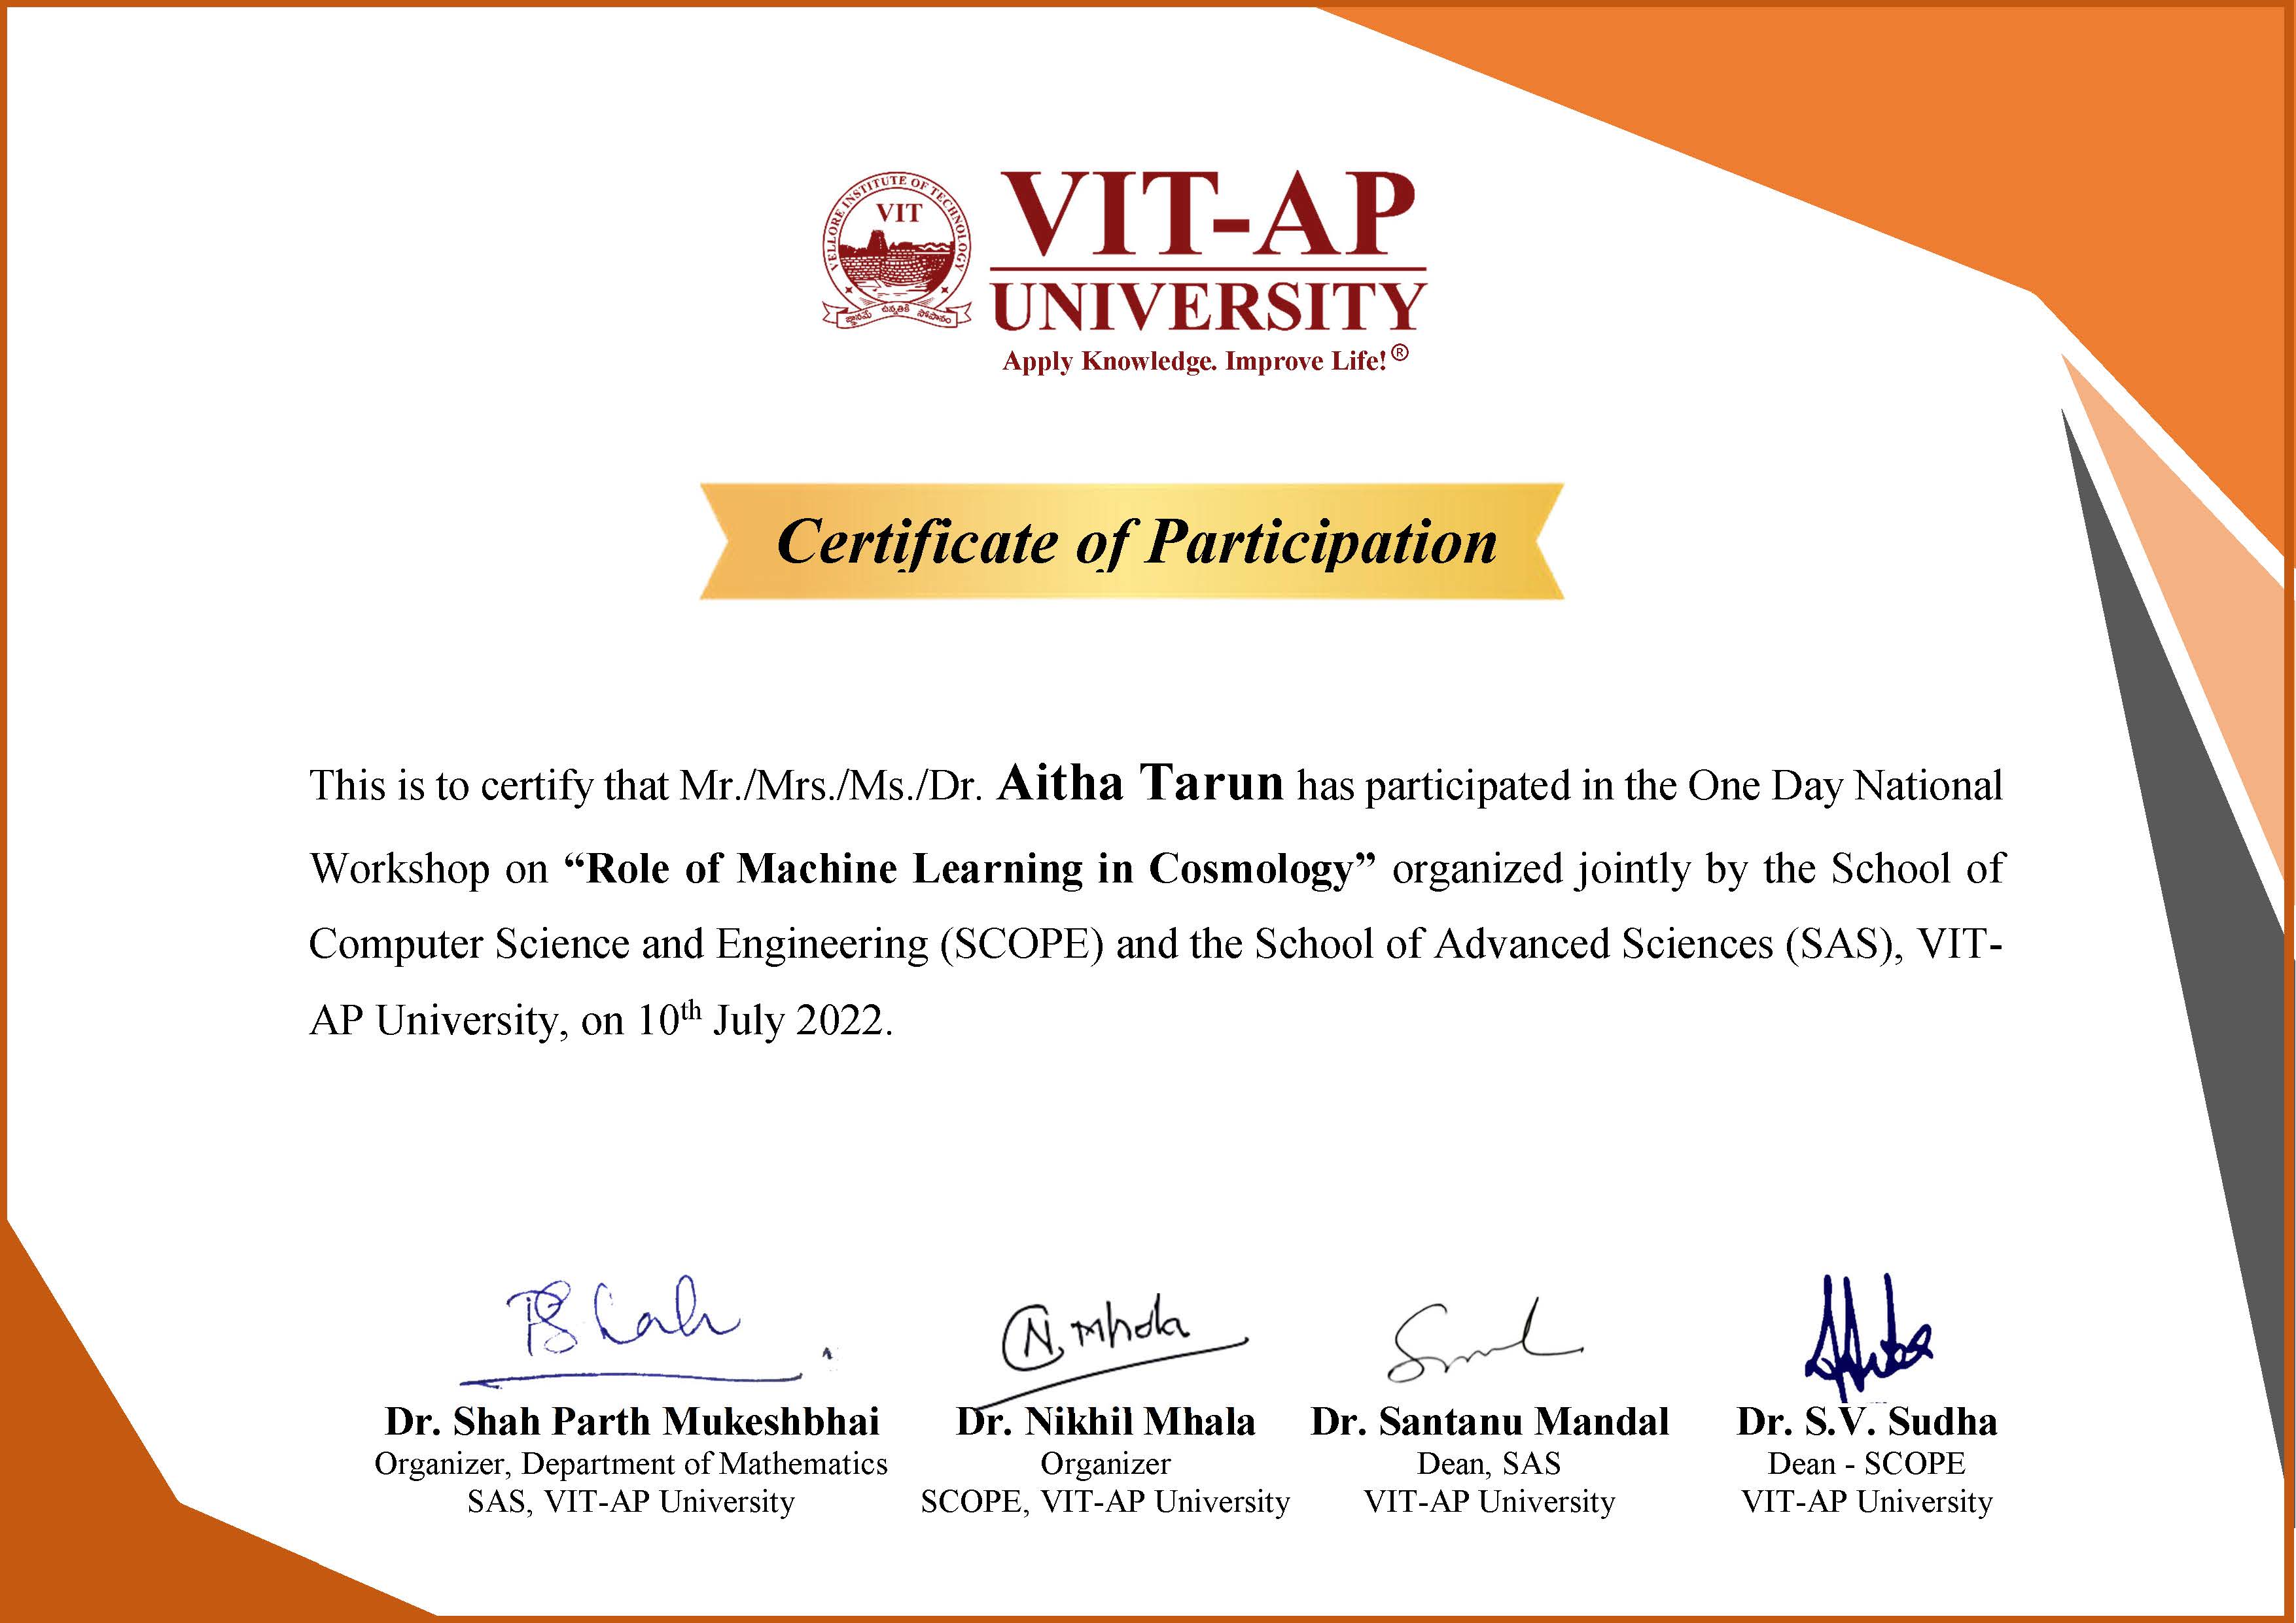 VELLORE INSTITUTE OF TECHNOLOGY
VIT
VIT-AP
UNIVERSITY
Apply Knowledge. Improve Life!®
Certificate of Participation
This is to certify that Mr./Mrs./Ms./Dr. Aitha Tarun has participated in the One Day National
Workshop on “Role of Machine Learning in Cosmology” organized jointly by the School of
Computer Science and Engineering (SCOPE) and the School of Advanced Sciences (SAS), VIT-
AP University, on 10th July 2022.
N. Mhala
Dr. Shah Parth Mukeshbhai
Organizer, Department of Mathematics
SAS, VIT-AP University
Dr. Nikhil Mhala
Organizer
SCOPE, VIT-AP University
Dr. Santanu Mandal
Dean, SAS
VIT-AP University
Dr. S.V. Sudha
Dean - SCOPE
VIT-AP University